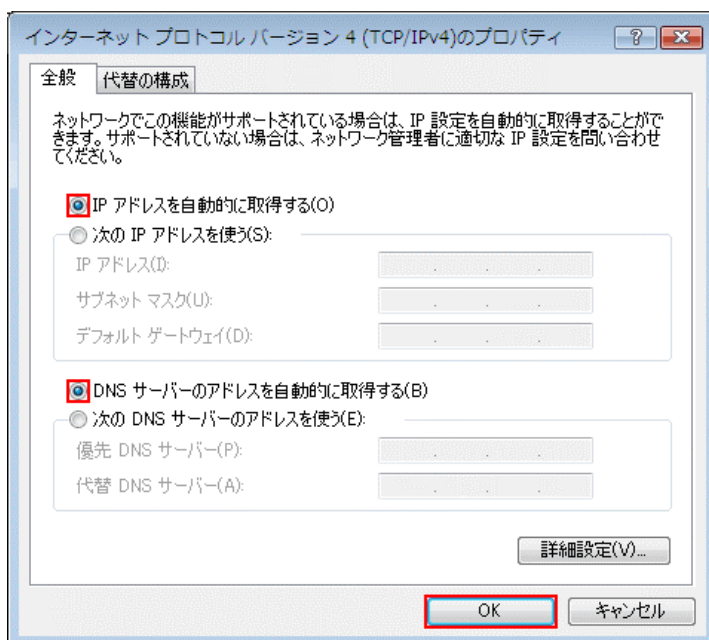 インターネット プロトコル バージョン 4 (TCP/IPv4)のプロパティ
全般
代替の構成
ネットワークでこの機能がサポートされている場合は、IP 設定を自動的に取得することがで
きます。サポートされていない場合は、ネットワーク管理者に適切な IP 設定を問い合わせ
てください。
IP アドレスを自動的に取得する(O)
次の IP アドレスを使う(S):
IP アドレス(I):
サブネット マスク(U):
デフォルト ゲートウェイ(D):
DNS サーバーのアドレスを自動的に取得する(B)
次の DNS サーバーのアドレスを使う(E):
優先 DNS サーバー(P):
代替 DNS サーバー(A):
詳細設定(V)...
OK
キャンセル